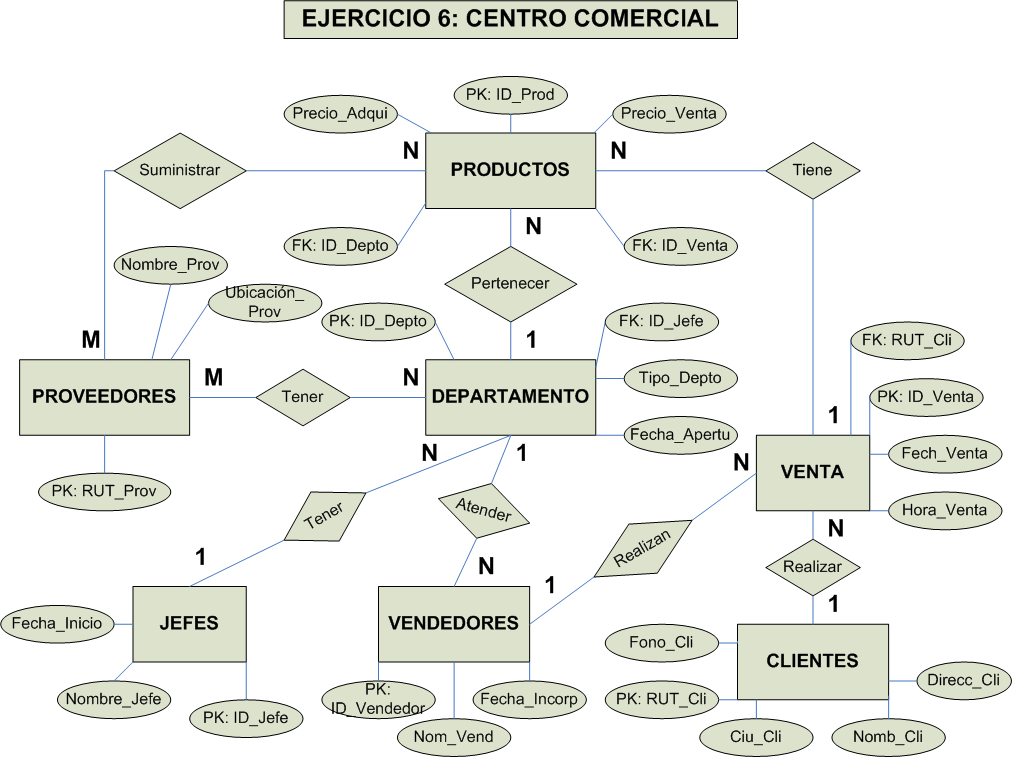 EJERCICIO 6: CENTRO COMERCIAL
PK: ID_Prod
Precio_Adqui
Precio_Venta
N
N
Suministrar
PRODUCTOS
Tiene
N
FK: ID_Depto
FK: ID_Venta
Nombre_Prov
Pertenecer
Ubicación_
Prov
PK: ID_Depto
FK: ID_Jefe
M
1
FK: RUT_Cli
M
N
Tipo_Depto
PROVEEDORES
Tener
DEPARTAMENTO
PK: ID_Venta
1
Fecha_Apertu
N
1
Fech_Venta
N
VENTA
PK: RUT_Prov
Tener
Atender
Hora_Venta
N
Realizan
1
N
1
Realizar
1
Fecha_Inicio
JEFES
VENDEDORES
Fono_Cli
CLIENTES
Direcc_Cli
Nombre_Jefe
PK:
ID_Vendedor
Fecha_Incorp
PK: RUT_Cli
PK: ID_Jefe
Nom_Vend
Ciu_Cli
Nomb_Cli